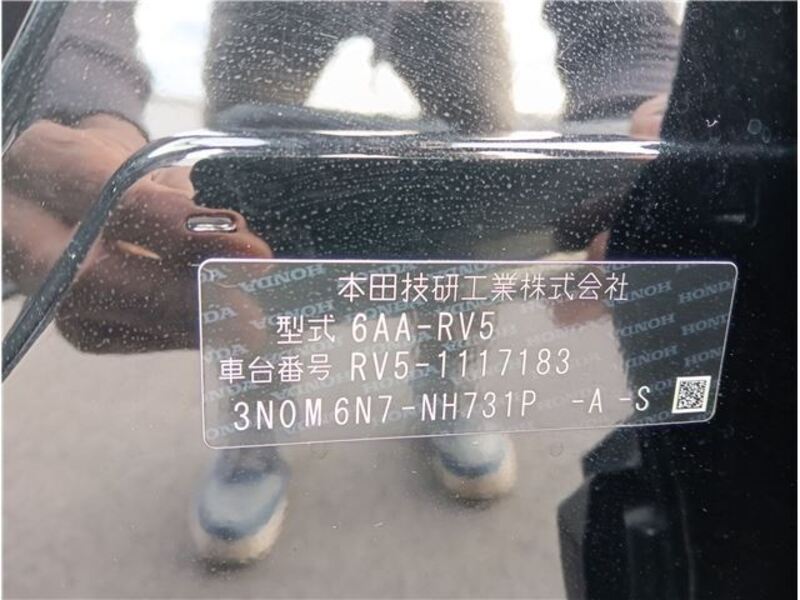 本田技研工業株式会社
型式 6AA-RV5
車台番号 RV5-1117183
3N0M6N7-NH731P -A -S